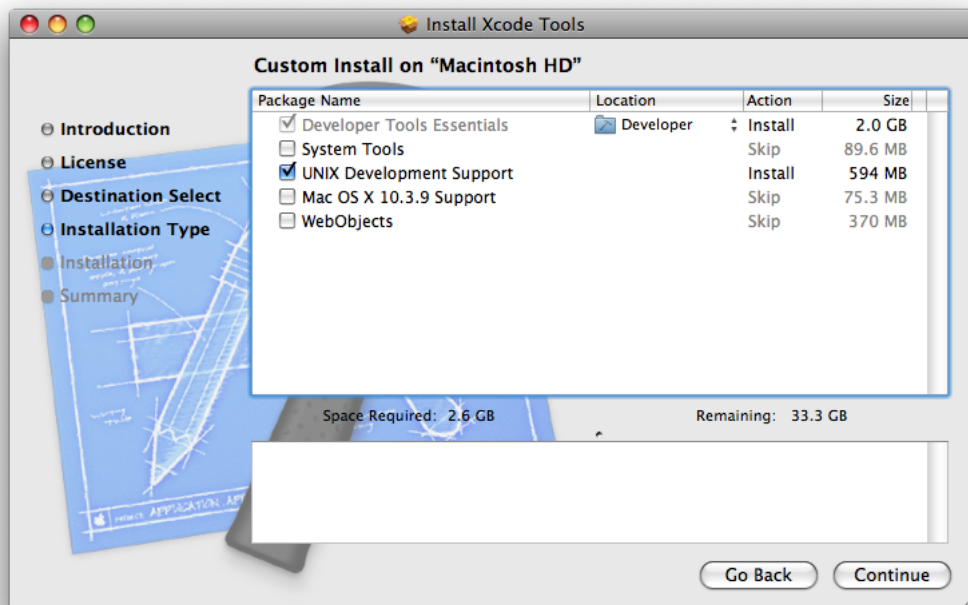 Install Xcode Tools
Custom Install on “Macintosh HD”
Introduction
License
Destination Select
Installation Type
Installation
Summary
Package Name Location Action Size
Developer Tools Essentials Developer Install 2.0 GB
System Tools Skip 89.6 MB
UNIX Development Support Install 594 MB
Mac OS X 10.3.9 Support Skip 75.3 MB
WebObjects Skip 370 MB
Space Required: 2.6 GB Remaining: 33.3 GB
APPLICATION
Go Back Continue